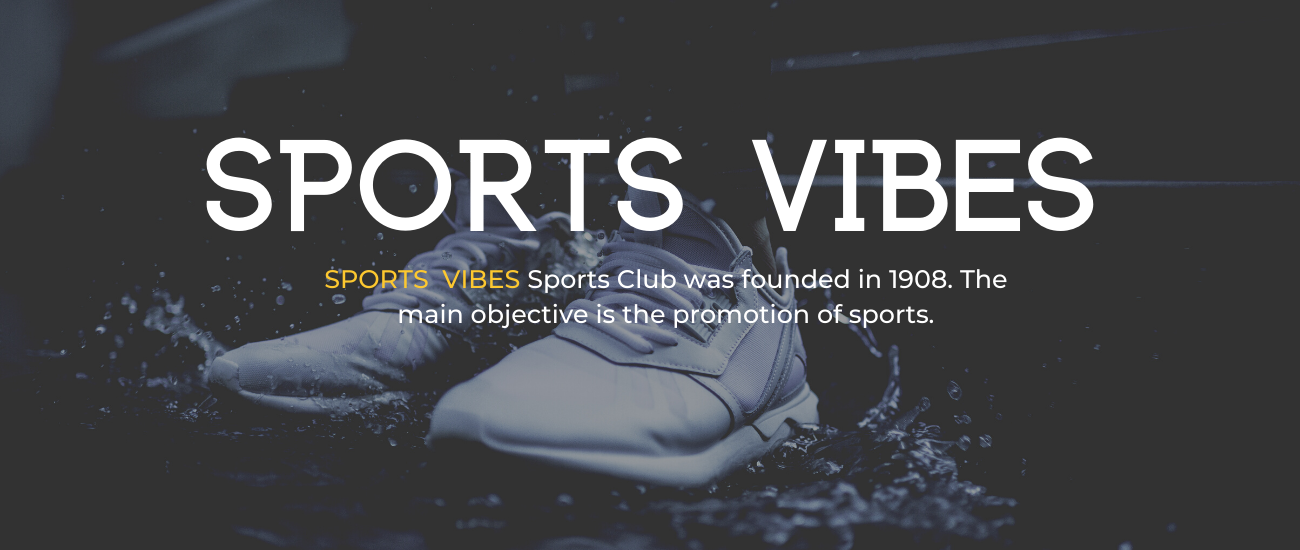 SPORTS VIBES
SPORTS VIBES Sports Club was founded in 1908. The
main objective is the promotion of sports.